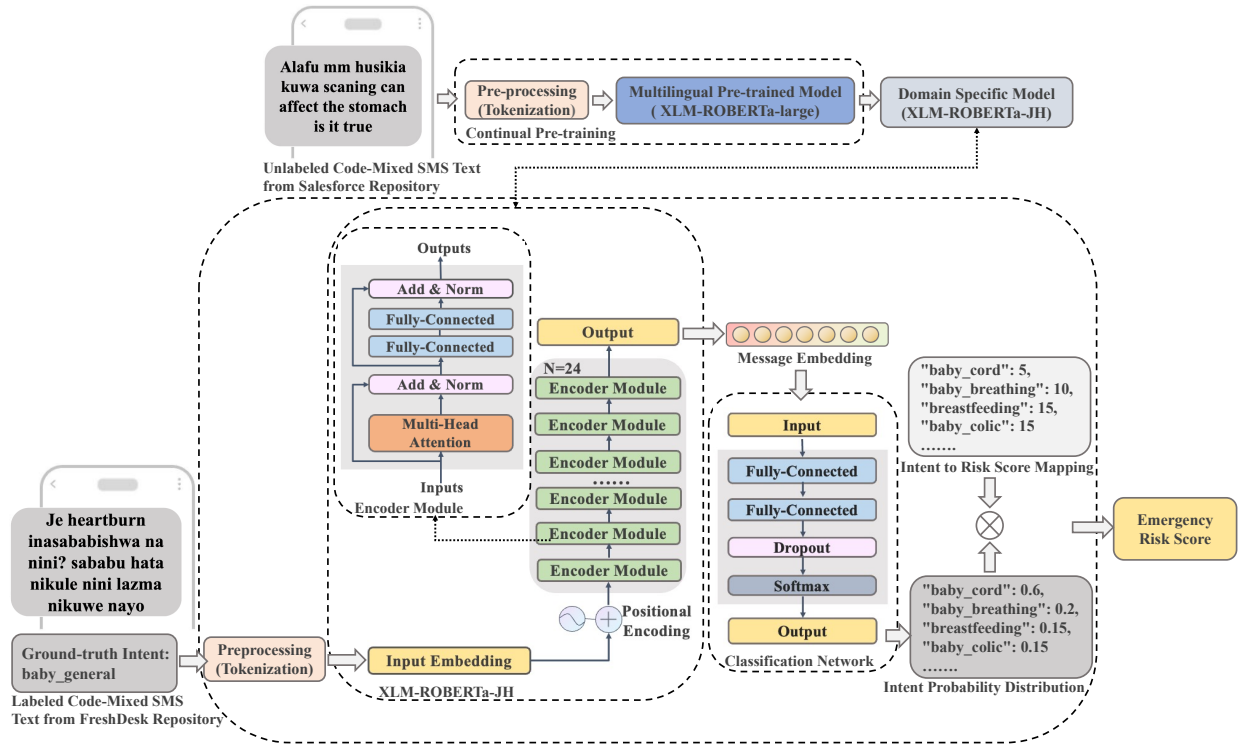 Alafu mm husikia
kuwa scaning can
affect the stomach
is it true
Unlabeled Code-Mixed SMS Text
from Salesforce Repository
Pre-processing
(Tokenization)
Multilingual Pre-trained Model
( XLM-ROBERTa-large)
Continual Pre-training
Domain Specific Model
(XLM-ROBERTa-JH)
Outputs
Add & Norm
Fully-Connected
Fully-Connected
Add & Norm
Multi-Head
Attention
Inputs
Encoder Module
Output
N=24
Encoder Module
Encoder Module
Encoder Module
......
Encoder Module
Encoder Module
Encoder Module
Positional
Encoding
Input Embedding
XLM-ROBERTa-JH
Je heartburn
inasababishwa na
nini? sababu hata
nikule nini lazma
nikuwe nayo
Ground-truth Intent:
baby_general
Labeled Code-Mixed SMS
Text from FreshDesk Repository
Preprocessing
(Tokenization)
Message Embedding
Input
Fully-Connected
Fully-Connected
Dropout
Softmax
Output
Classification Network
"baby_cord": 5,
"baby_breathing": 10,
"breastfeeding": 15,
"baby_colic": 15
.......
Intent to Risk Score Mapping
"baby_cord": 0.6,
"baby_breathing": 0.2,
"breastfeeding": 0.15,
"baby_colic": 0.15
.......
Intent Probability Distribution
Emergency
Risk Score